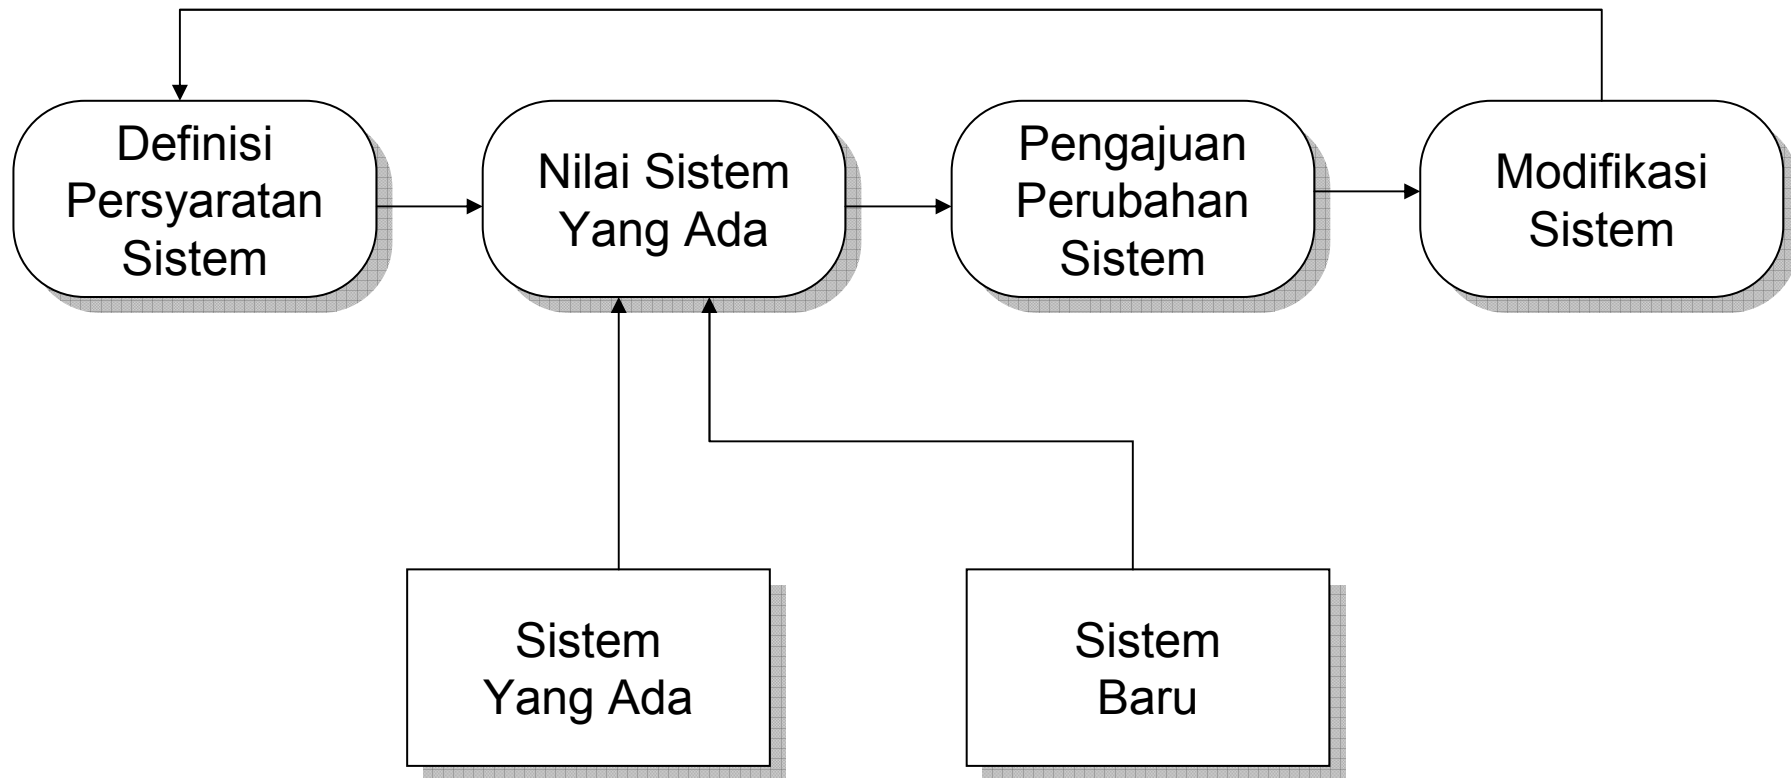 Definisi
Persyaratan
Sistem
Nilai Sistem
Yang Ada
Pengajuan
Perubahan
Sistem
Modifikasi
Sistem
Sistem
Yang Ada
Sistem
Baru